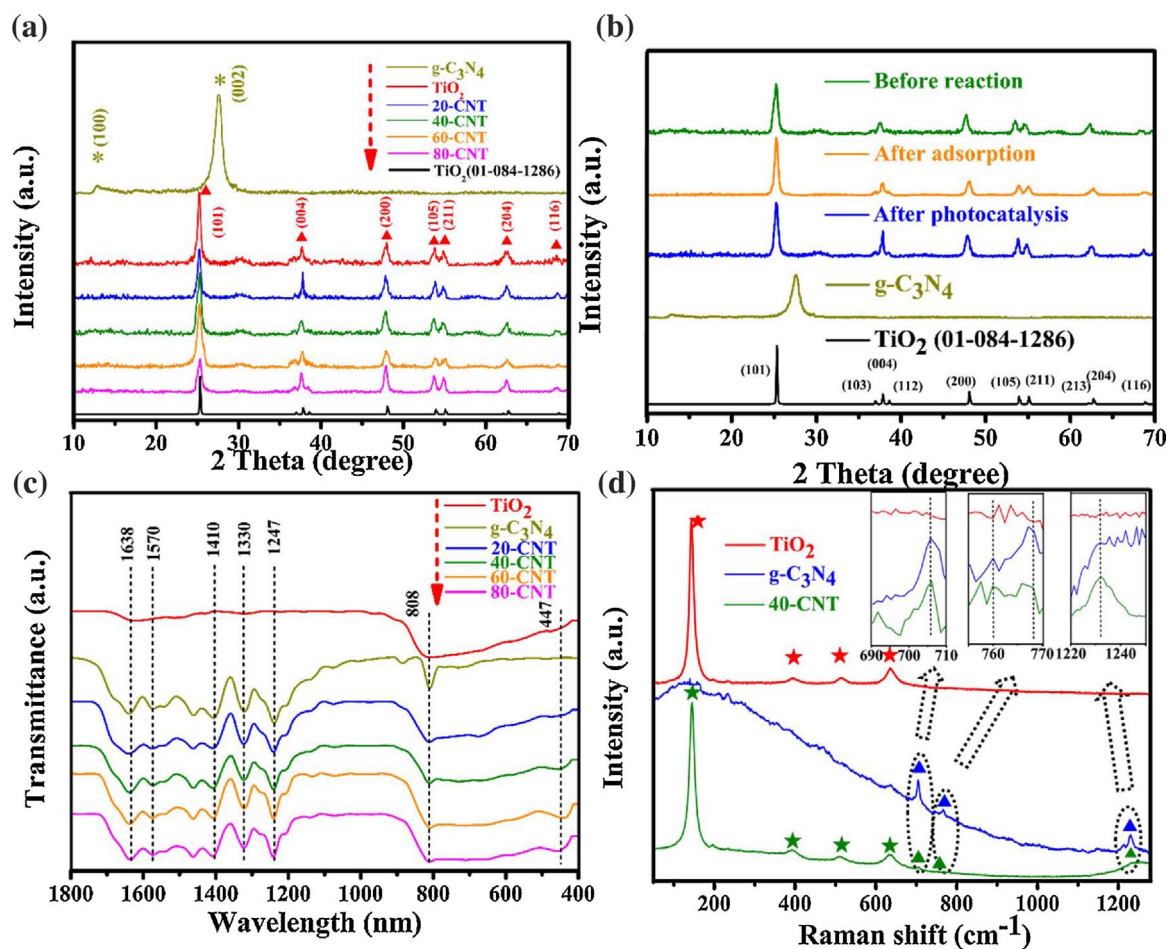 (a)
* (100)
*
(002)
g-C3N4
TiO2
20-CNT
40-CNT
60-CNT
80-CNT
TiO2(01-084-1286)
(101)
(004)
(200)
(105)
(211)
(204)
(116)
Intensity (a.u.)
10 20 30 40 50 60 70
2 Theta (degree)
(b)
Before reaction
After adsorption
After photocatalysis
g-C3N4
TiO2 (01-084-1286)
(101)
(103)
(004)
(112)
(200)
(105)
(211)
(213)
(204)
(116)
Intensity (a.u.)
10 20 30 40 50 60 70
2 Theta (degree)
(c)
1638
1570
1410
1330
1247
808
447
TiO2
g-C3N4
20-CNT
40-CNT
60-CNT
80-CNT
Transmittance (a.u.)
1800 1600 1400 1200 1000 800 600 400
Wavelength (nm)
(d)
TiO2
g-C3N4
40-CNT
690 700 710
760 770
1220 1240
Intensity (a.u.)
200 400 600 800 1000 1200
Raman shift (cm-1)